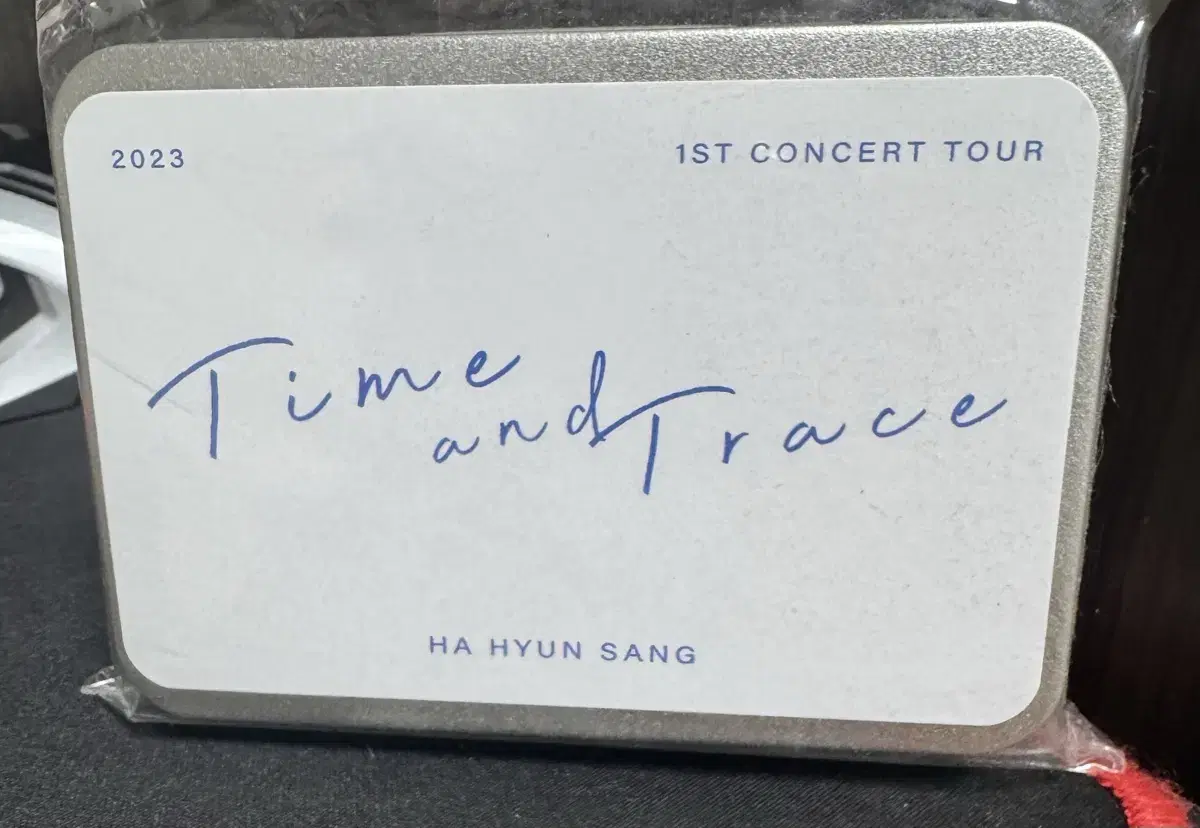 2023
1ST CONCERT TOUR
Time
and Trace
HA HYUN SANG